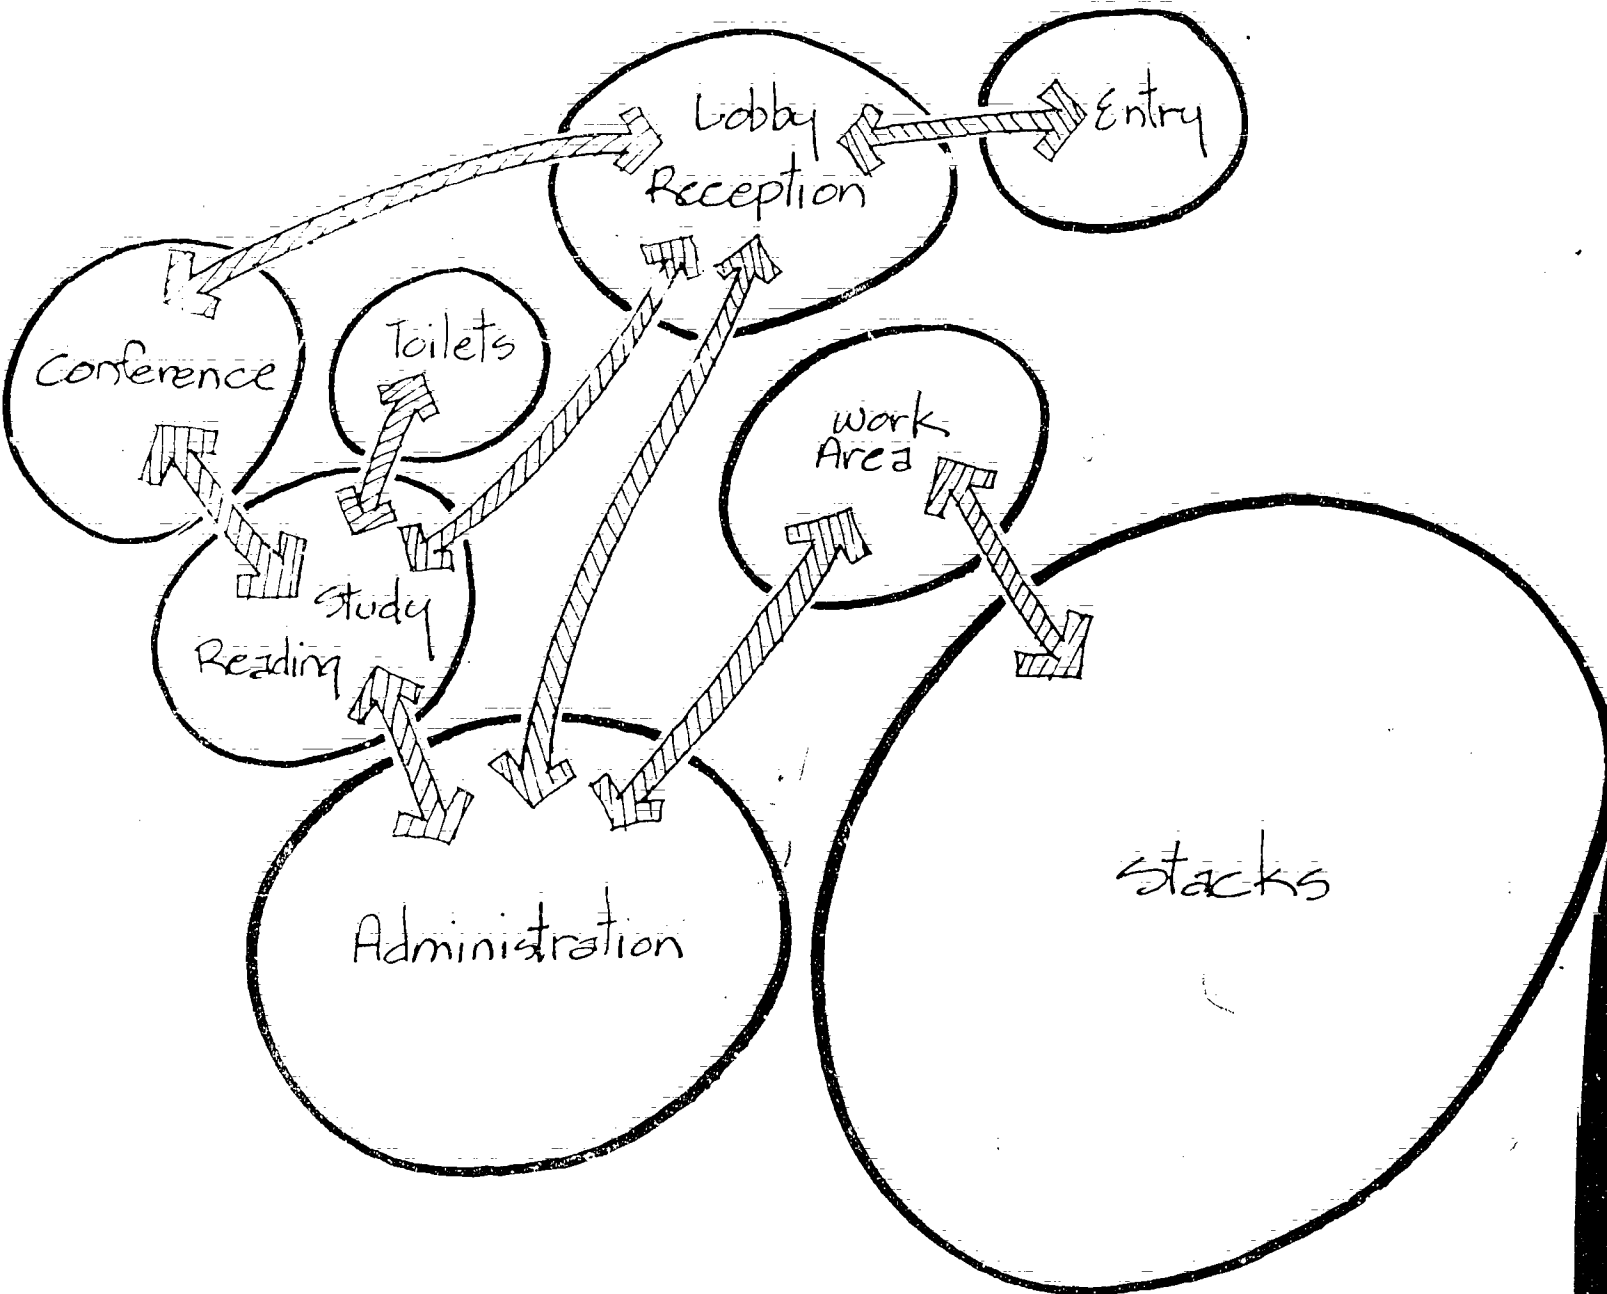 Lobby
Reception
Entry
Conference
Toilets
Work
Area
Study
Reading
Stacks
Administration